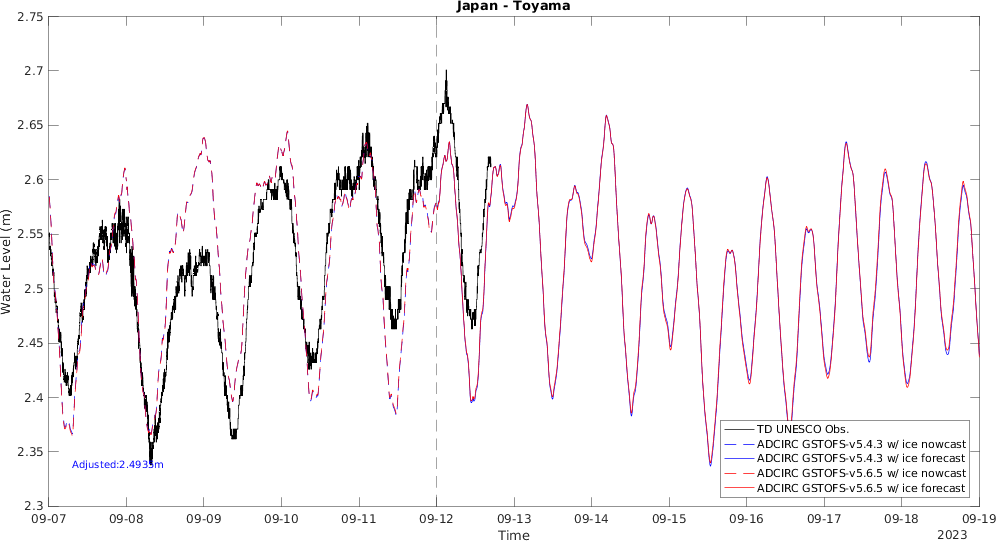 Japan - Toyama
2.75
2.7
2.65
2.6
2.55
2.5
2.45
2.4
2.35
2.3
Water Level (m)
Adjusted:2.4935m
TD UNESCO Obs.
ADCIRC GSTOFS-v5.4.3 w/ ice nowcast
ADCIRC GSTOFS-v5.4.3 w/ ice forecast
ADCIRC GSTOFS-v5.6.5 w/ ice nowcast
ADCIRC GSTOFS-v5.6.5 w/ ice forecast
09-07 09-08 09-09 09-10 09-11 09-12 09-13 09-14 09-15 09-16 09-17 09-18 09-19
Time
2023